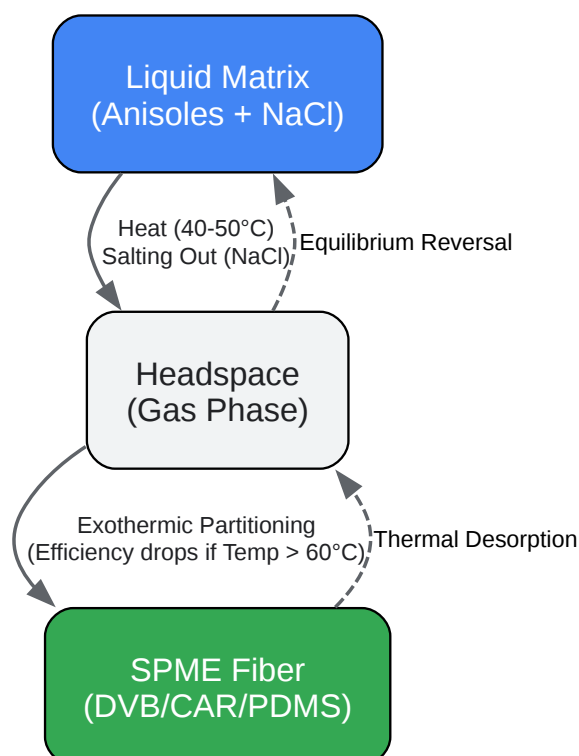 Liquid Matrix
(Anisoles + NaCl)
Heat (40-50°C)
Salting Out (NaCl)
Equilibrium Reversal
Headspace
(Gas Phase)
Exothermic Partitioning
(Efficiency drops if Temp > 60°C)
Thermal Desorption
SPME Fiber
(DVB/CAR/PDMS)